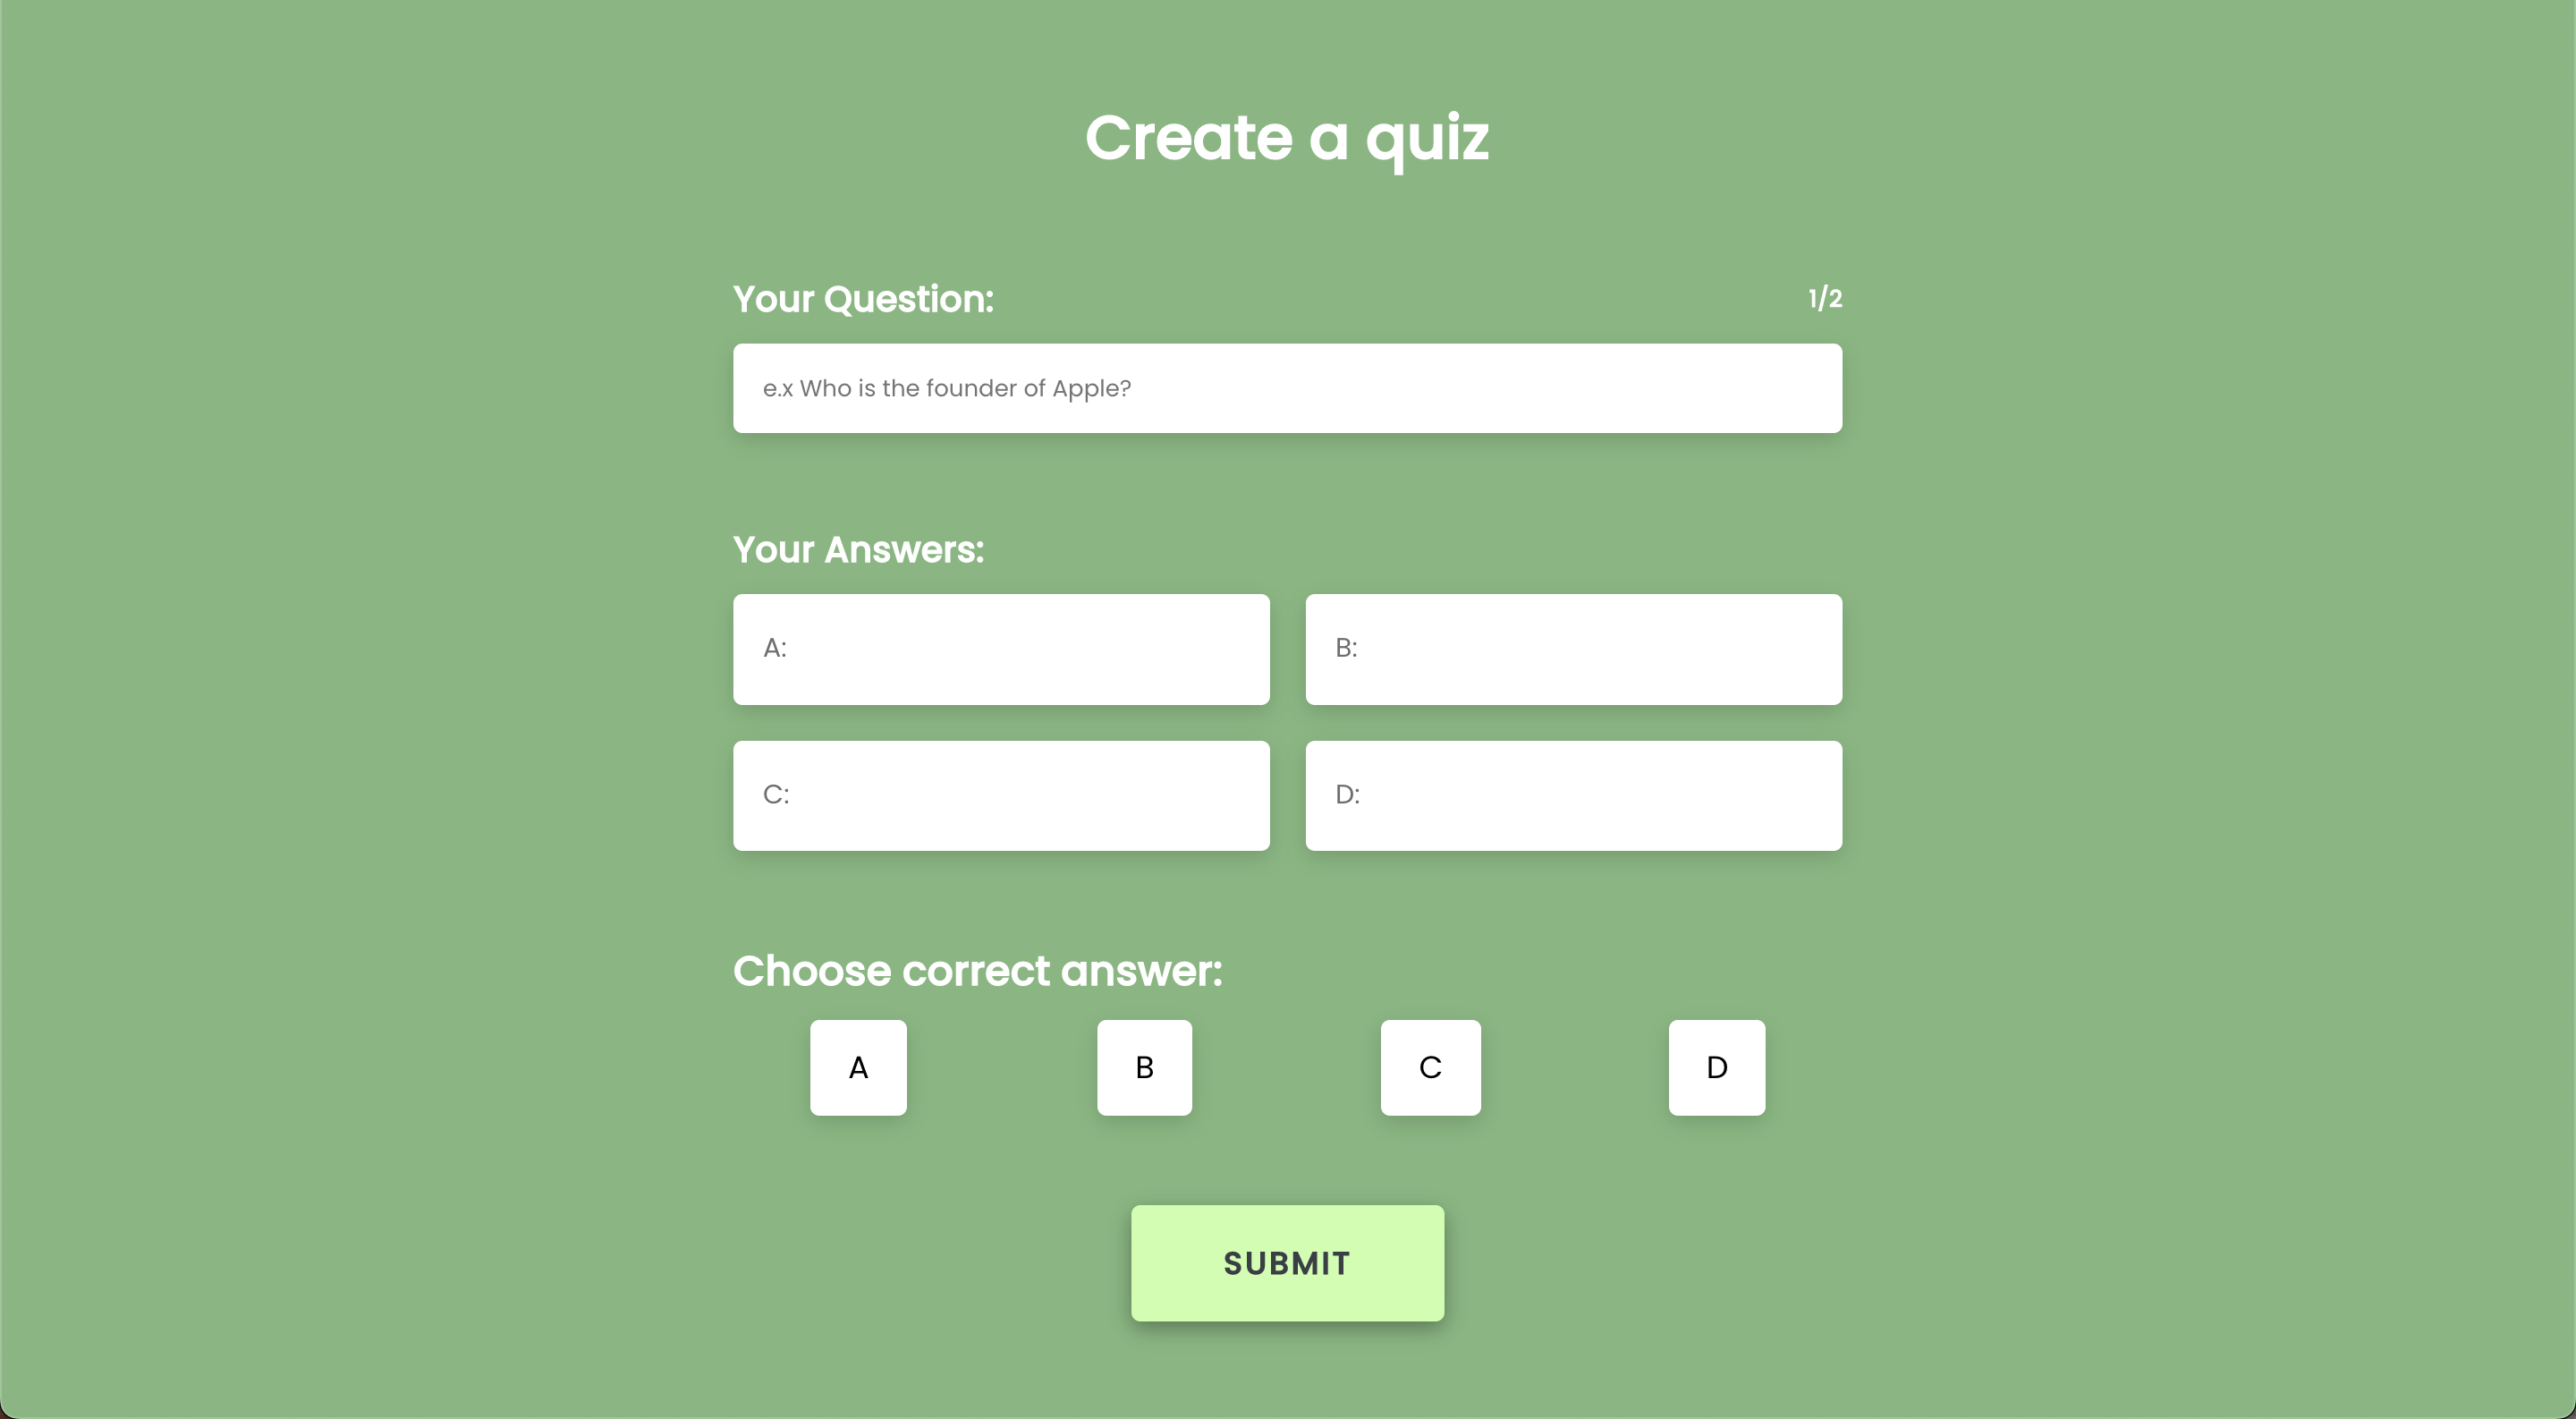 Create a quiz
Your Question: 1/2
e.x Who is the founder of Apple?
Your Answers:
A: B:
C: D:
Choose correct answer:
A B C D
SUBMIT